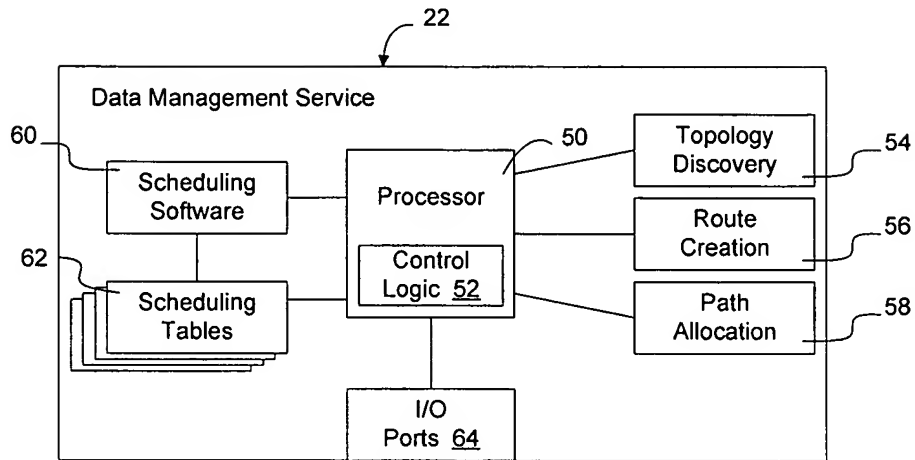 22
Data Management Service
60
Scheduling
Software
62
Scheduling
Tables
50
Processor
Control
Logic 52
I/O
Ports 64
Topology
Discovery
54
Route
Creation
56
Path
Allocation
58